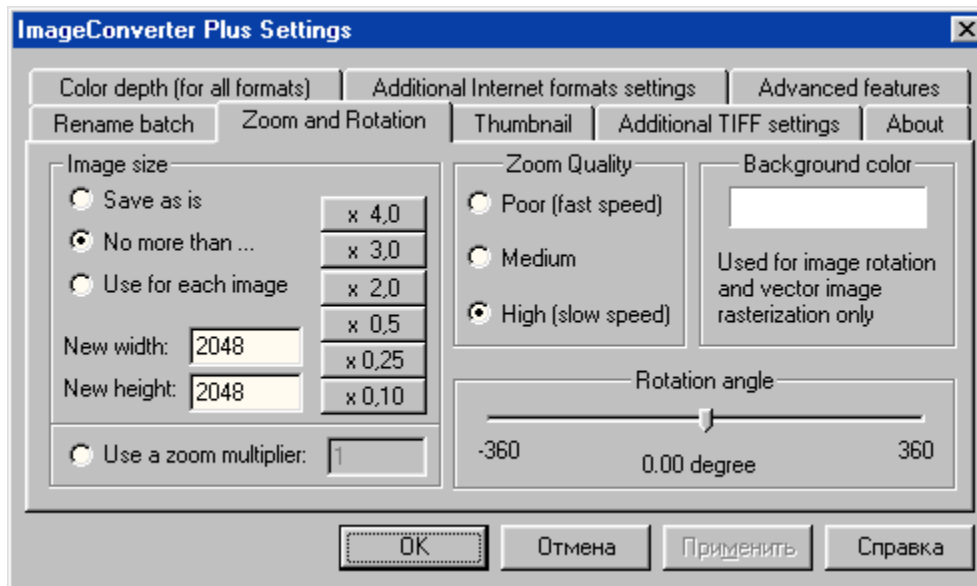 ImageConverter Plus Settings
Color depth (for all formats)
Additional Internet formats settings
Advanced features
Rename batch
Zoom and Rotation
Thumbnail
Additional TIFF settings
About
Image size
Save as is
No more than ...
Use for each image
x 4,0
x 3,0
x 2,0
x 0,5
x 0,25
x 0,10
New width: 2048
New height: 2048
Use a zoom multiplier: 1
Zoom Quality
Poor (fast speed)
Medium
High (slow speed)
Background color
Used for image rotation
and vector image
rasterization only
Rotation angle
-360
0.00 degree
360
OK
Отмена
Применить
Справка